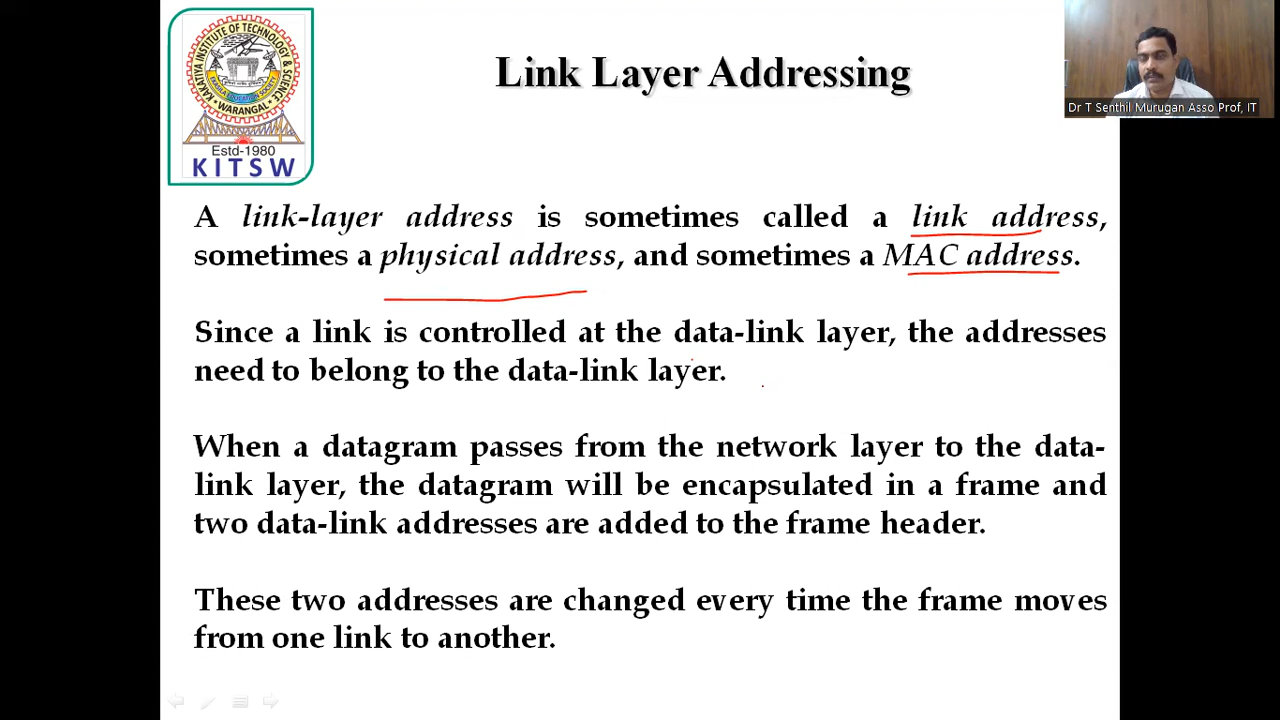 KAKATIYA INSTITUTE OF TECHNOLOGY & SCIENCE
WARANGAL
Estd-1980
KITSW
Link Layer Addressing
Dr T Senthil Murugan Asso Prof, IT
A link-layer address is sometimes called a link address,
sometimes a physical address, and sometimes a MAC address.
Since a link is controlled at the data-link layer, the addresses
need to belong to the data-link layer.
When a datagram passes from the network layer to the data-
link layer, the datagram will be encapsulated in a frame and
two data-link addresses are added to the frame header.
These two addresses are changed every time the frame moves
from one link to another.